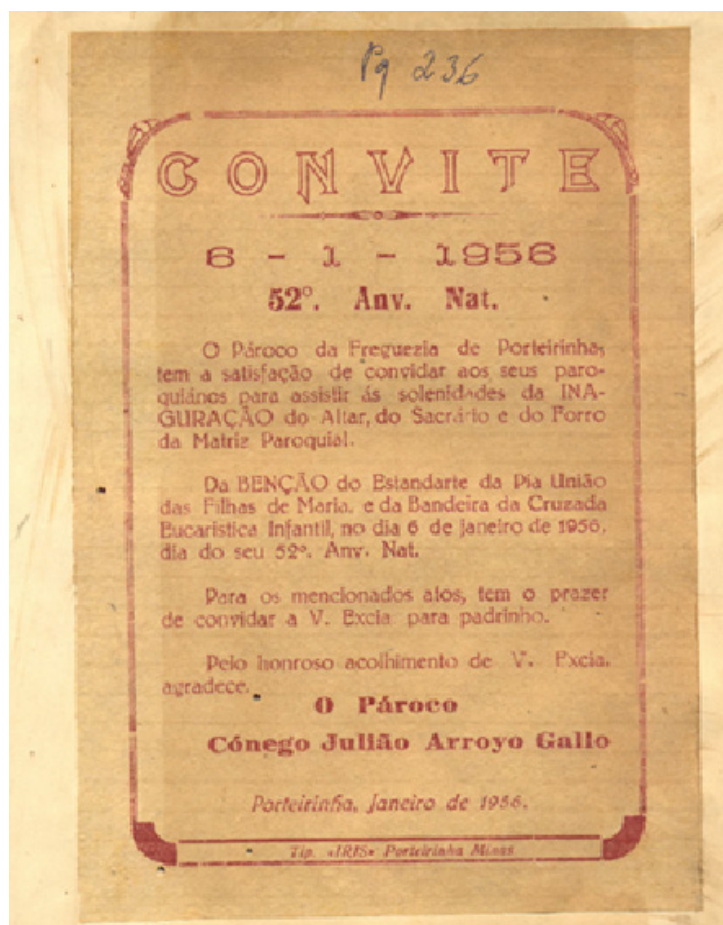 Pg 236
CONVITE
6 - 1 - 1956
52º. Anv. Nat.
O Pároco da Freguezia de Porteirinha,
tem a satisfação de convidar aos seus paro-
quiános para assistir ás solenidades da INA-
GURAÇÃO do Altar, do Sacrário e do Forro
da Matriz Paroquial.
Da BENÇÃO do Estandarte da Pia União
das Filhas de Maria, e da Bandeira da Cruzada
Eucaristica Infantil, no dia 6 de janeiro de 1956,
dia do seu 52º. Anv. Nat.
Para os mencionados atos, tem o prazer
de convidar a V. Excia para padrinho.
Pelo honroso acolhimento de V. Excia.
agradece.
O Pároco
Cónego Julião Arroyo Gallo
Porteirinha, Janeiro de 1956.
Tip. «IRIS» Porteirinha Minas